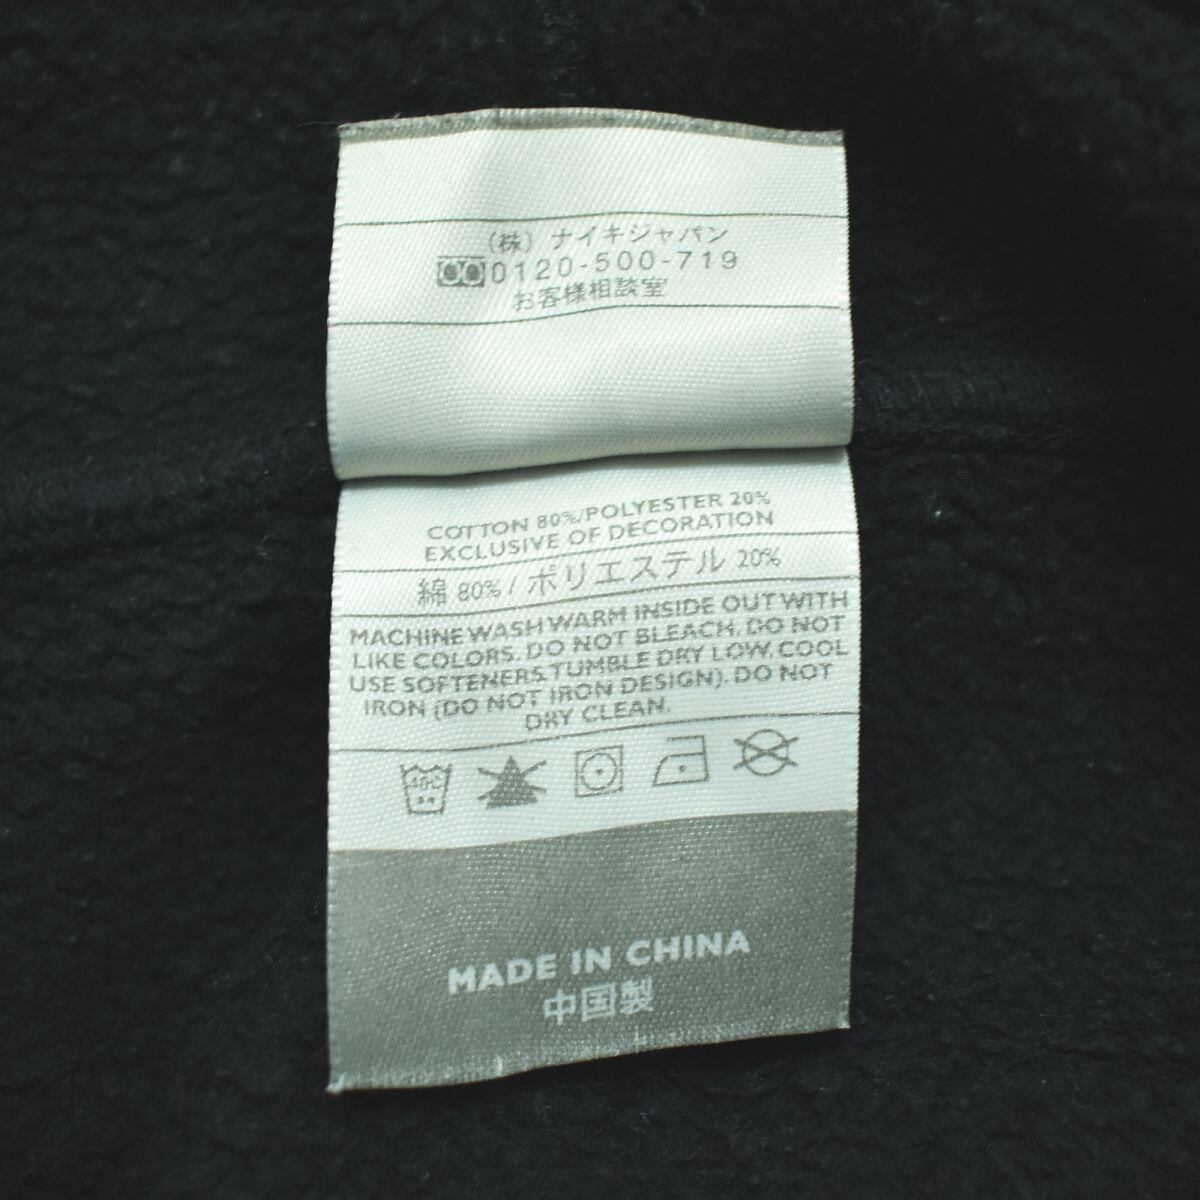 (株) ナイキジャパン
0120-500-719
お客様相談室
COTTON 80%/POLYESTER 20%
EXCLUSIVE OF DECORATION
綿 80% / ポリエステル 20%
MACHINE WASH WARM INSIDE OUT WITH
LIKE COLORS. DO NOT BLEACH. DO NOT
USE SOFTENERS. TUMBLE DRY LOW. COOL
IRON (DO NOT IRON DESIGN). DO NOT
DRY CLEAN.
40°C
MADE IN CHINA
中国製